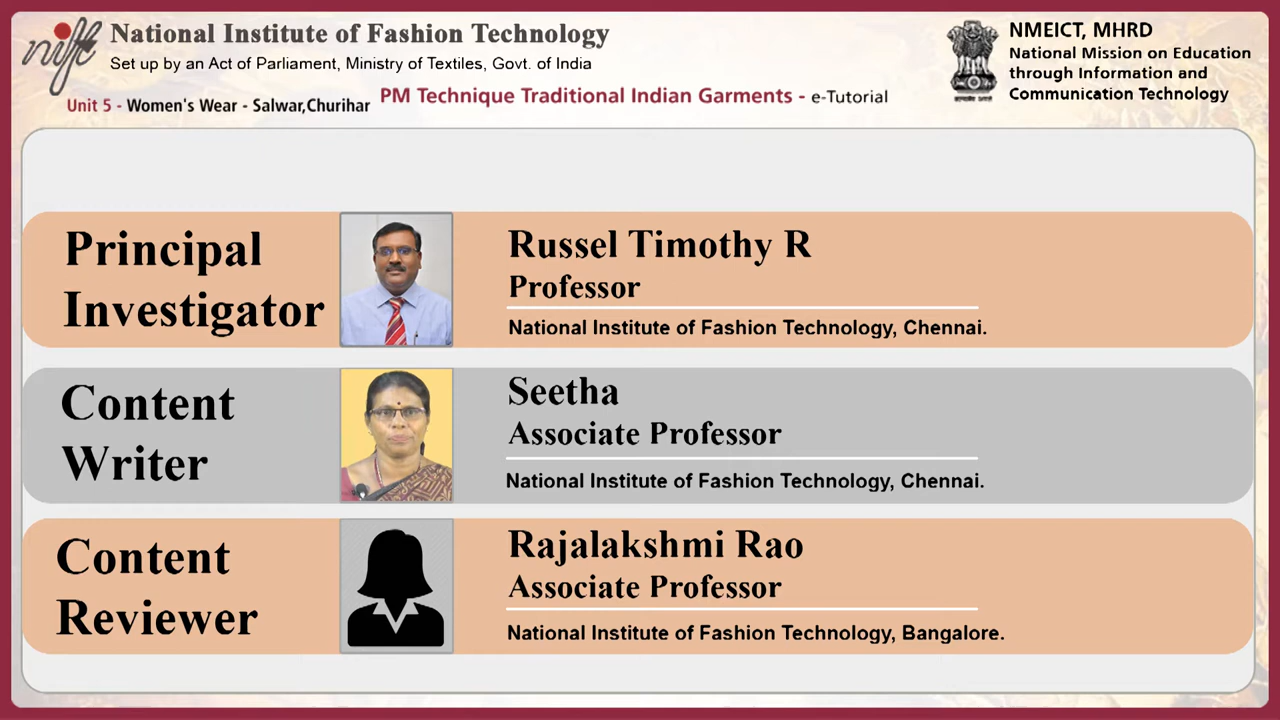 nift
National Institute of Fashion Technology
Set up by an Act of Parliament, Ministry of Textiles, Govt. of India
Unit 5 - Women's Wear - Salwar,Churihar
PM Technique Traditional Indian Garments - e-Tutorial
NMEICT, MHRD
National Mission on Education
through Information and
Communication Technology
Principal
Investigator
Russel Timothy R
Professor
National Institute of Fashion Technology, Chennai.
Content
Writer
Seetha
Associate Professor
National Institute of Fashion Technology, Chennai.
Content
Reviewer
Rajalakshmi Rao
Associate Professor
National Institute of Fashion Technology, Bangalore.